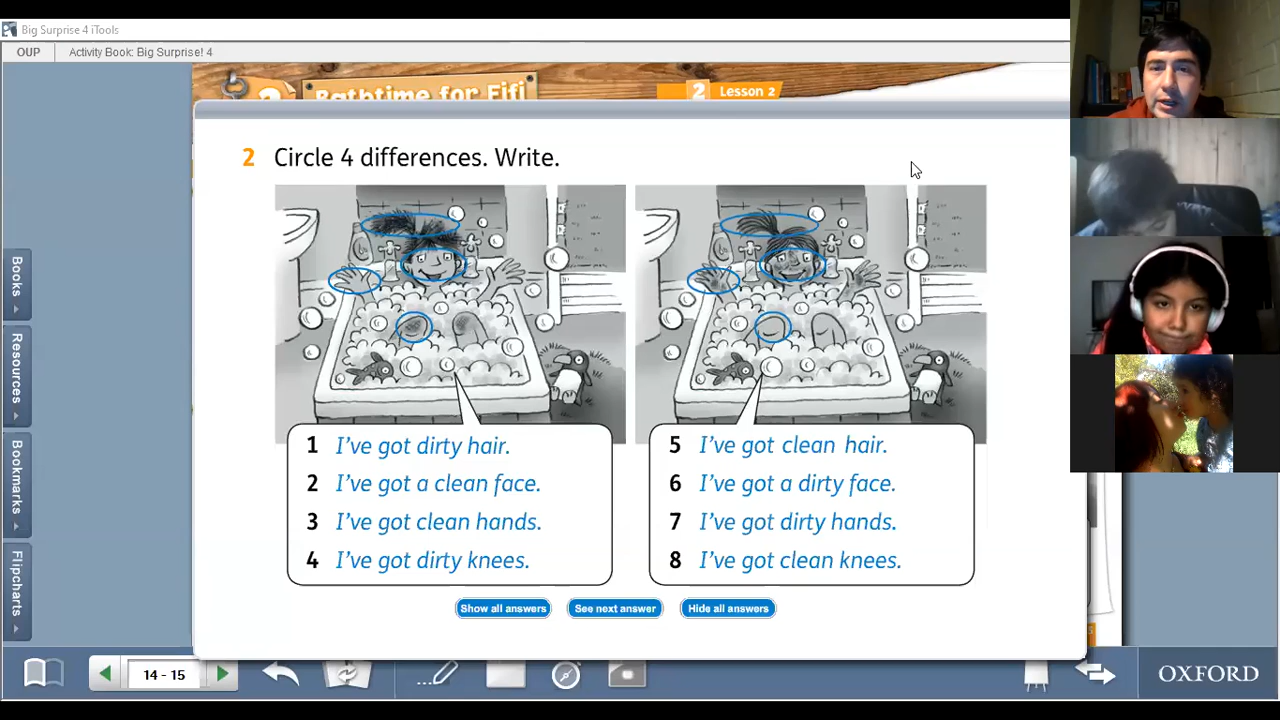 Big Surprise 4 iTools
OUP
Activity Book: Big Surprise! 4
Bathtime for Fifi
2 Lesson 2
2 Circle 4 differences. Write.
1 I've got dirty hair.
2 I've got a clean face.
3 I've got clean hands.
4 I've got dirty knees.
5 I've got clean hair.
6 I've got a dirty face.
7 I've got dirty hands.
8 I've got clean knees.
Show all answers
See next answer
Hide all answers
Books
Resources
Bookmarks
Flipcharts
14 - 15
OXFORD